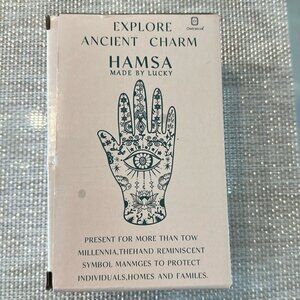 EXPLORE
ANCIENT CHARM
HAMSA
MADE BY LUCKY
PRESENT FOR MORE THAN TOW
MILLENNIA,THEHAND REMINISCENT
SYMBOL MANMGES TO PROTECT
INDIVIDUALS,HOMES AND FAMILES.